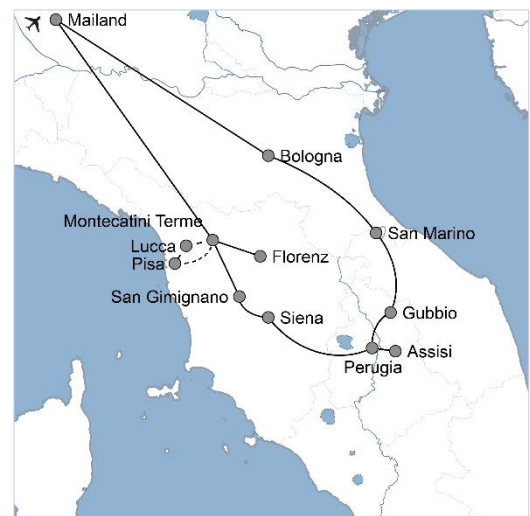 Mailand
Bologna
Montecatini Terme
San Marino
Lucca
Pisa
Florenz
San Gimignano
Siena
Gubbio
Assisi
Perugia